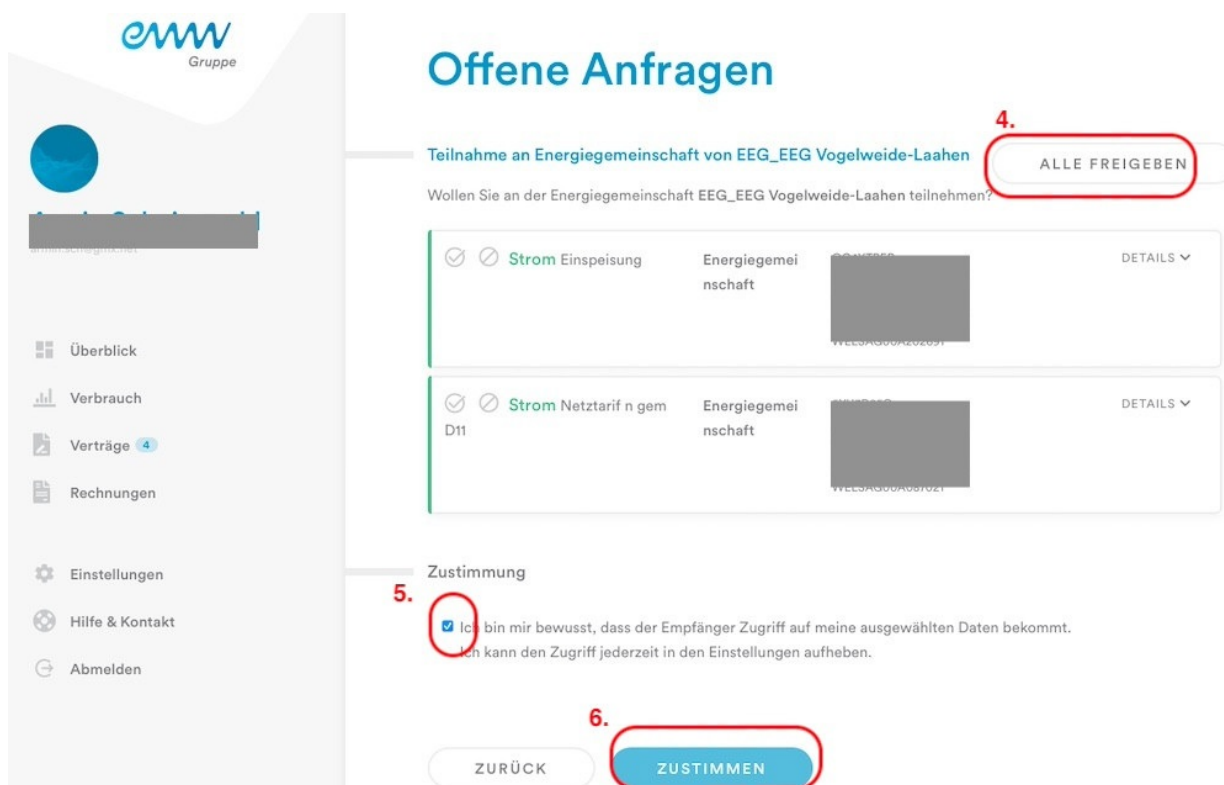 eww
Gruppe
Offene Anfragen
4.
Teilnahme an Energiegemeinschaft von EEG_EEG Vogelweide-Laahen
ALLE FREIGEBEN
Wollen Sie an der Energiegemeinschaft EEG_EEG Vogelweide-Laahen teilnehmen?
Strom Einspeisung
Energiegemei
nschaft
DETAILS
Strom Netztarif n gem
D11
Energiegemei
nschaft
DETAILS
Überblick
Verbrauch
Verträge 4
Rechnungen
Einstellungen
Hilfe & Kontakt
Abmelden
Zustimmung
5.
Ich bin mir bewusst, dass der Empfänger Zugriff auf meine ausgewählten Daten bekommt.
Ich kann den Zugriff jederzeit in den Einstellungen aufheben.
6.
ZURÜCK
ZUSTIMMEN